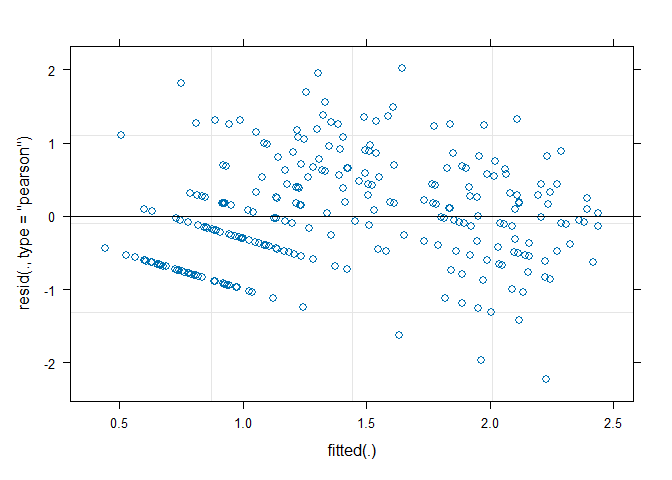 resid(., type = "pearson")
2
1
0
-1
-2
0.5 1.0 1.5 2.0 2.5
fitted(.)